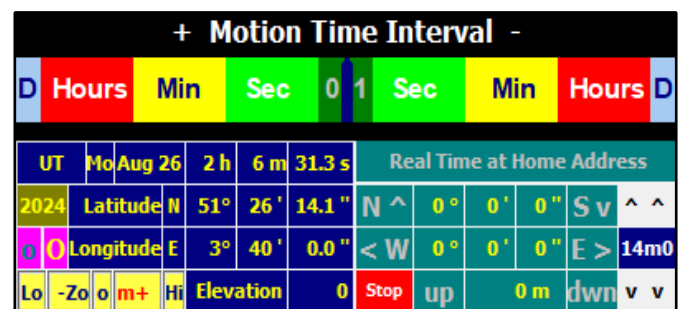 + Motion Time Interval -
D Hours Min Sec 0 1 Sec Min Hours D
UT Mo Aug 26 2 h 6 m 31.3 s Real Time at Home Address
2024 Latitude N 51° 26 ' 14.1 " N ^ 0 ° 0 ' 0 " S v ^ ^
o O Longitude E 3° 40 ' 0.0 " < W 0 ° 0 ' 0 " E > 14m0
Lo -Zo o m+ Hi Elevation 0 Stop up 0 m dwn v v